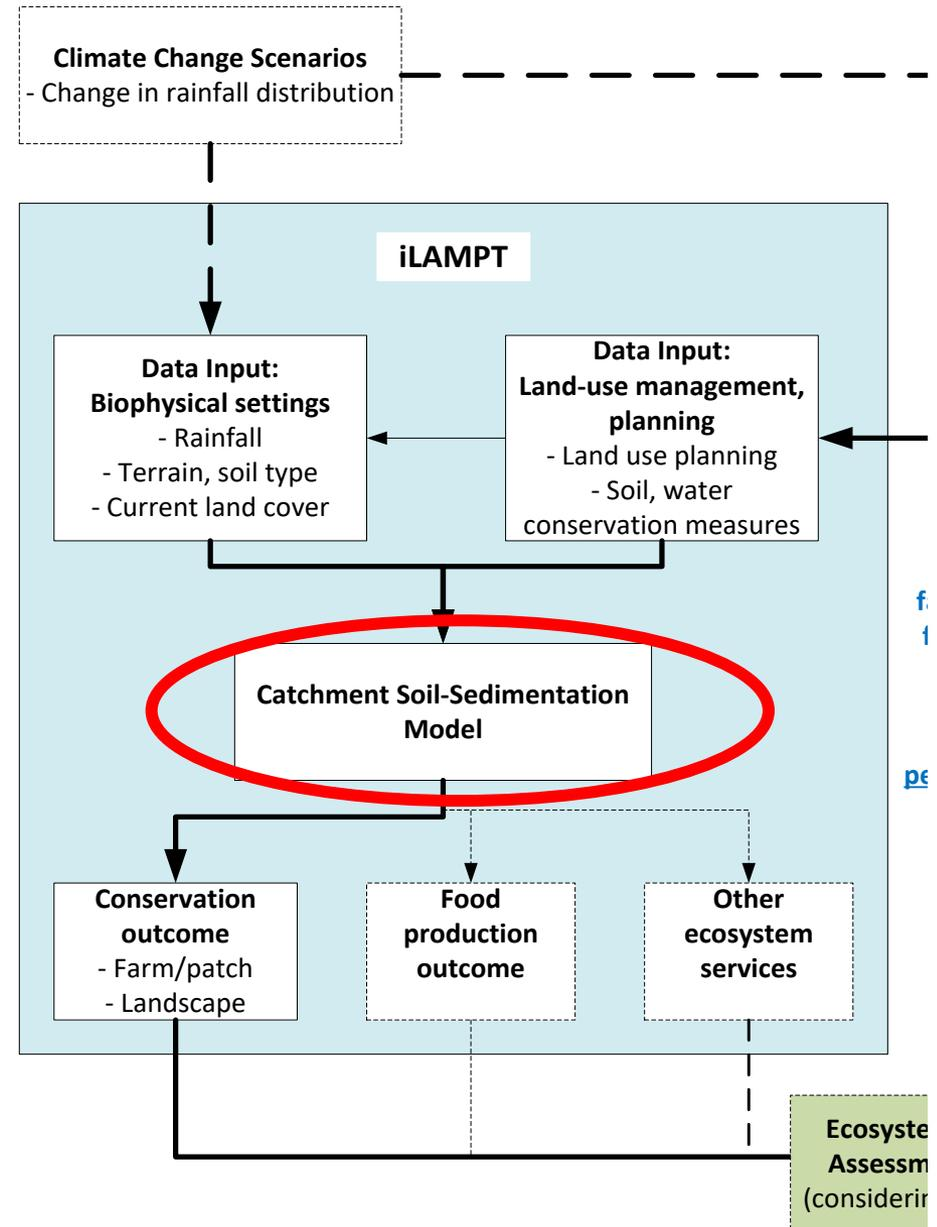 Climate Change Scenarios
- Change in rainfall distribution
iLAMPT
Data Input:
Biophysical settings
- Rainfall
- Terrain, soil type
- Current land cover
Data Input:
Land-use management,
planning
- Land use planning
- Soil, water
conservation measures
Catchment Soil-Sedimentation
Model
Conservation
outcome
- Farm/patch
- Landscape
Food
production
outcome
Other
ecosystem
services